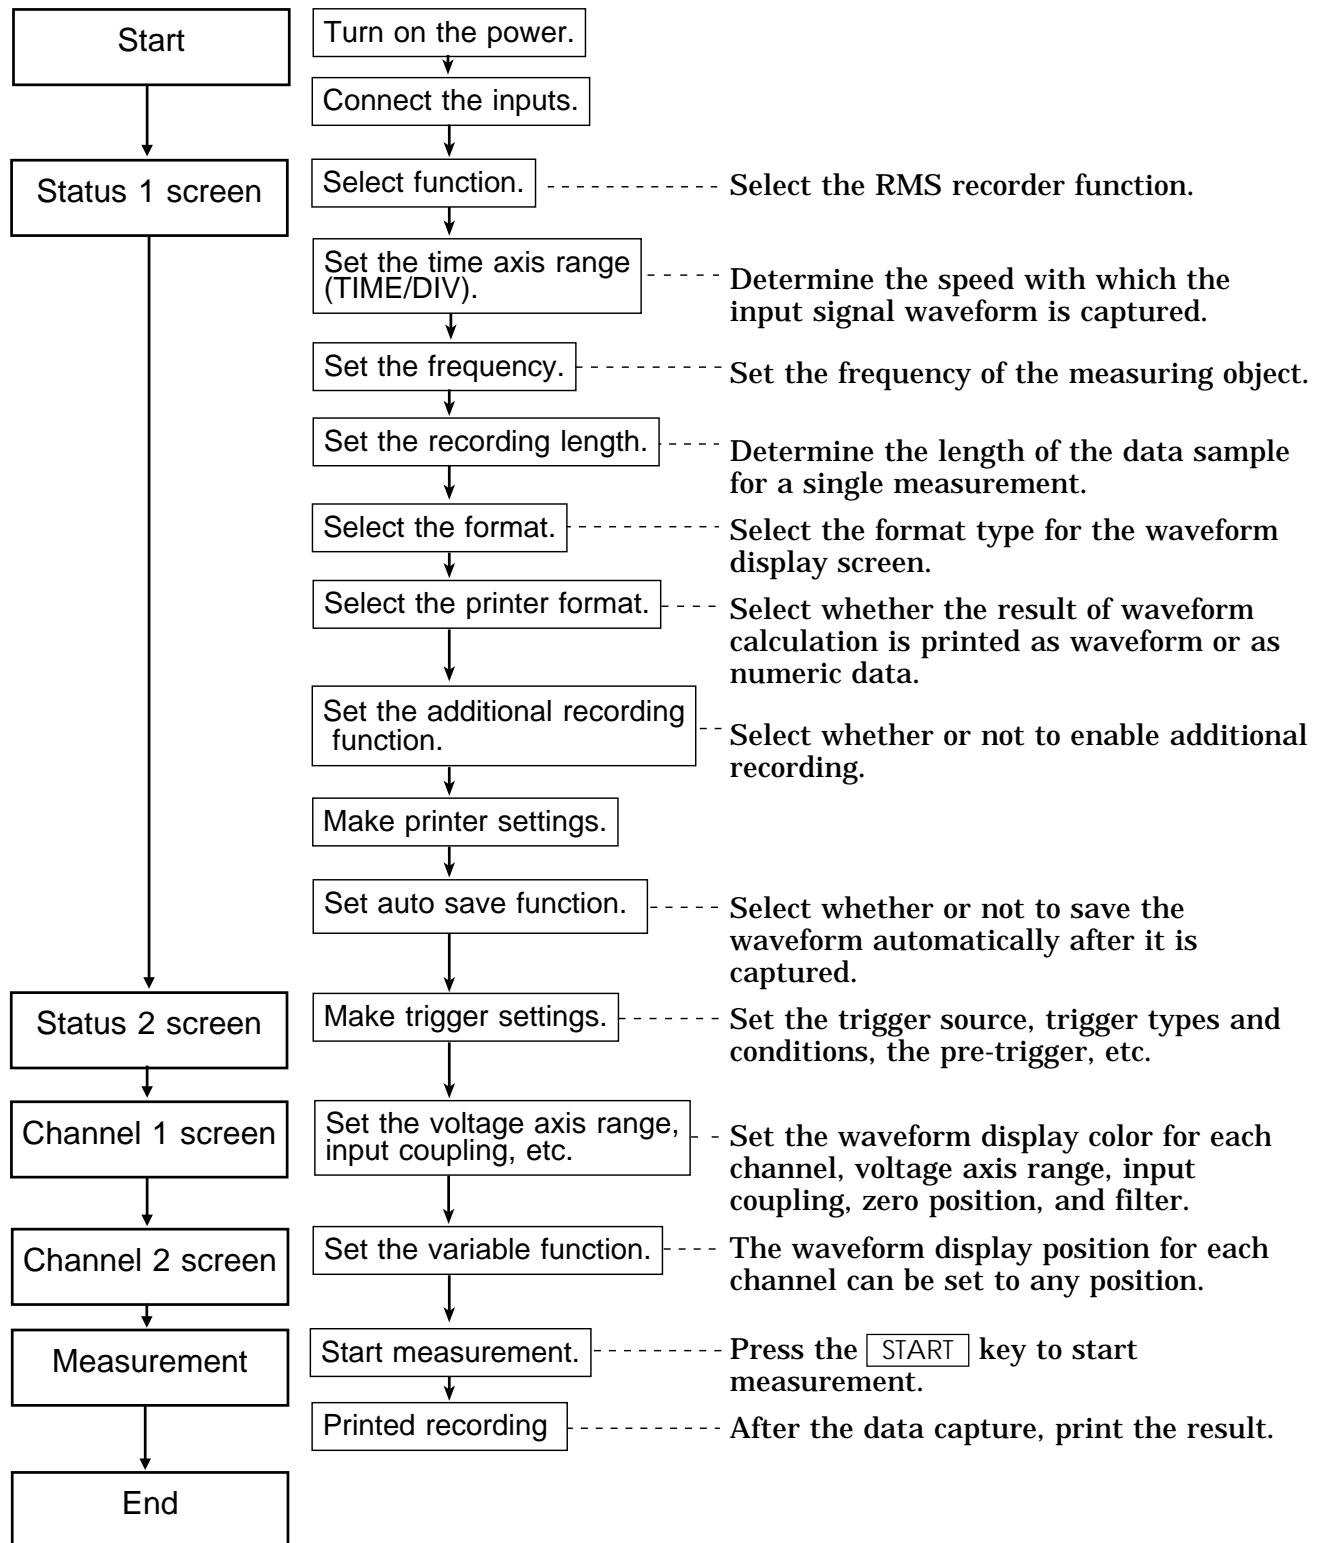 Start
Turn on the power.
Connect the inputs.
Status 1 screen
Select function.
Select the RMS recorder function.
Set the time axis range
(TIME/DIV).
Determine the speed with which the
input signal waveform is captured.
Set the frequency.
Set the frequency of the measuring object.
Set the recording length.
Determine the length of the data sample
for a single measurement.
Select the format.
Select the format type for the waveform
display screen.
Select the printer format.
Select whether the result of waveform
calculation is printed as waveform or as
numeric data.
Set the additional recording
function.
Select whether or not to enable additional
recording.
Make printer settings.
Set auto save function.
Select whether or not to save the
waveform automatically after it is
captured.
Status 2 screen
Make trigger settings.
Set the trigger source, trigger types and
conditions, the pre-trigger, etc.
Channel 1 screen
Set the voltage axis range,
input coupling, etc.
Set the waveform display color for each
channel, voltage axis range, input
coupling, zero position, and filter.
Channel 2 screen
Set the variable function.
The waveform display position for each
channel can be set to any position.
Measurement
Start measurement.
Press the START key to start
measurement.
Printed recording
After the data capture, print the result.
End